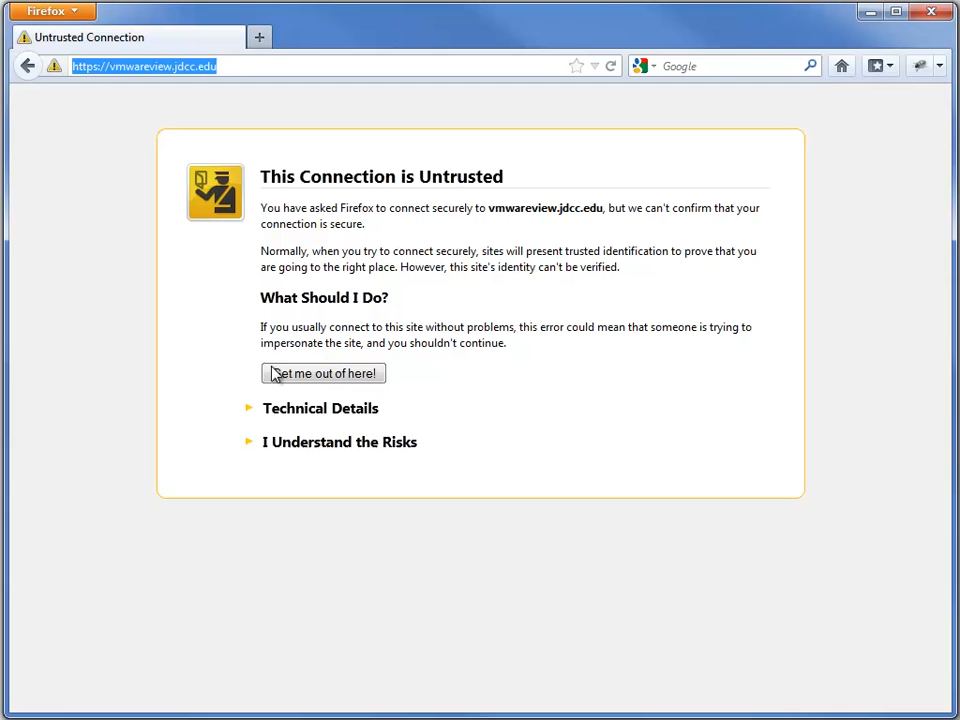 Firefox
Untrusted Connection
https://vmwareview.jdcc.edu
Google
This Connection is Untrusted
You have asked Firefox to connect securely to vmwareview.jdcc.edu, but we can't confirm that your
connection is secure.
Normally, when you try to connect securely, sites will present trusted identification to prove that you
are going to the right place. However, this site's identity can't be verified.
What Should I Do?
If you usually connect to this site without problems, this error could mean that someone is trying to
impersonate the site, and you shouldn't continue.
Get me out of here!
Technical Details
I Understand the Risks